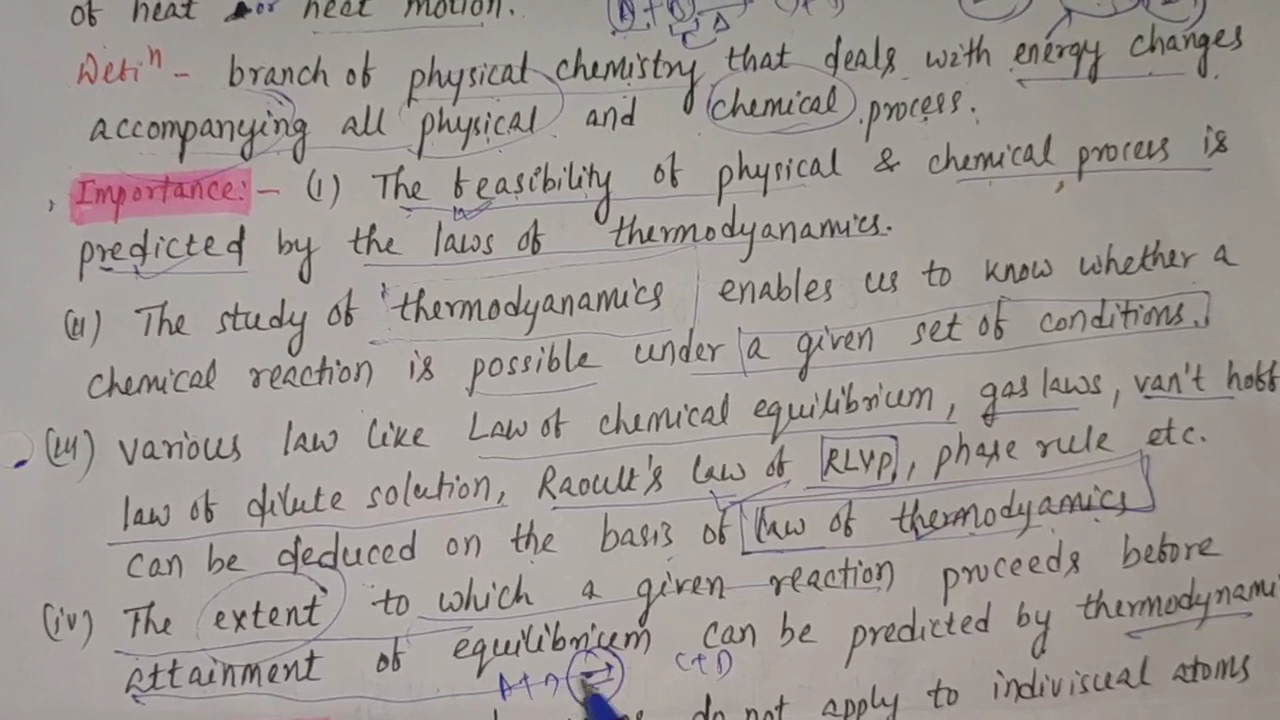 of heat or heat motion.
Defiⁿ - branch of physical chemistry that deals with energy changes
accompanying all physical and chemical process.
Importance:- (i) The feasibility of physical & chemical process is
predicted by the laws of thermodyanamics.
(ii) The study of thermodyanamics enables us to know whether a
chemical reaction is possible under a given set of conditions.
(iii) various law like Law of chemical equilibrium, gas laws, van't hoff
law of dilute solution, Raoult's law of RLVP, phase rule etc.
can be deduced on the basis of law of thermodyamics
(iv) The extent to which a given reaction proceeds before
attainment of equilibrium can be predicted by thermodynami
A+B ⇌ C+D
do not apply to indiviscual atoms